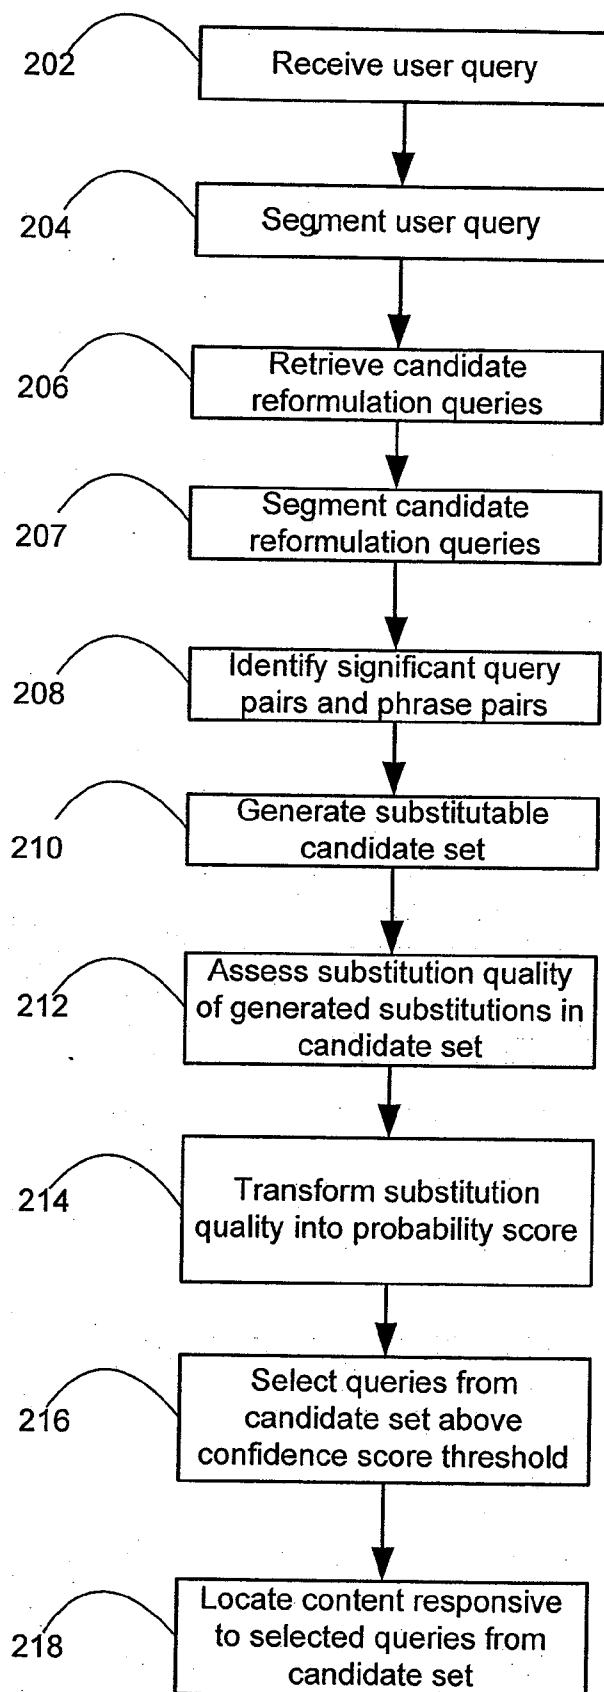 202
Receive user query
204
Segment user query
206
Retrieve candidate
reformulation queries
207
Segment candidate
reformulation queries
208
Identify significant query
pairs and phrase pairs
210
Generate substitutable
candidate set
212
Assess substitution quality
of generated substitutions in
candidate set
214
Transform substitution
quality into probability score
216
Select queries from
candidate set above
confidence score threshold
218
Locate content responsive
to selected queries from
candidate set